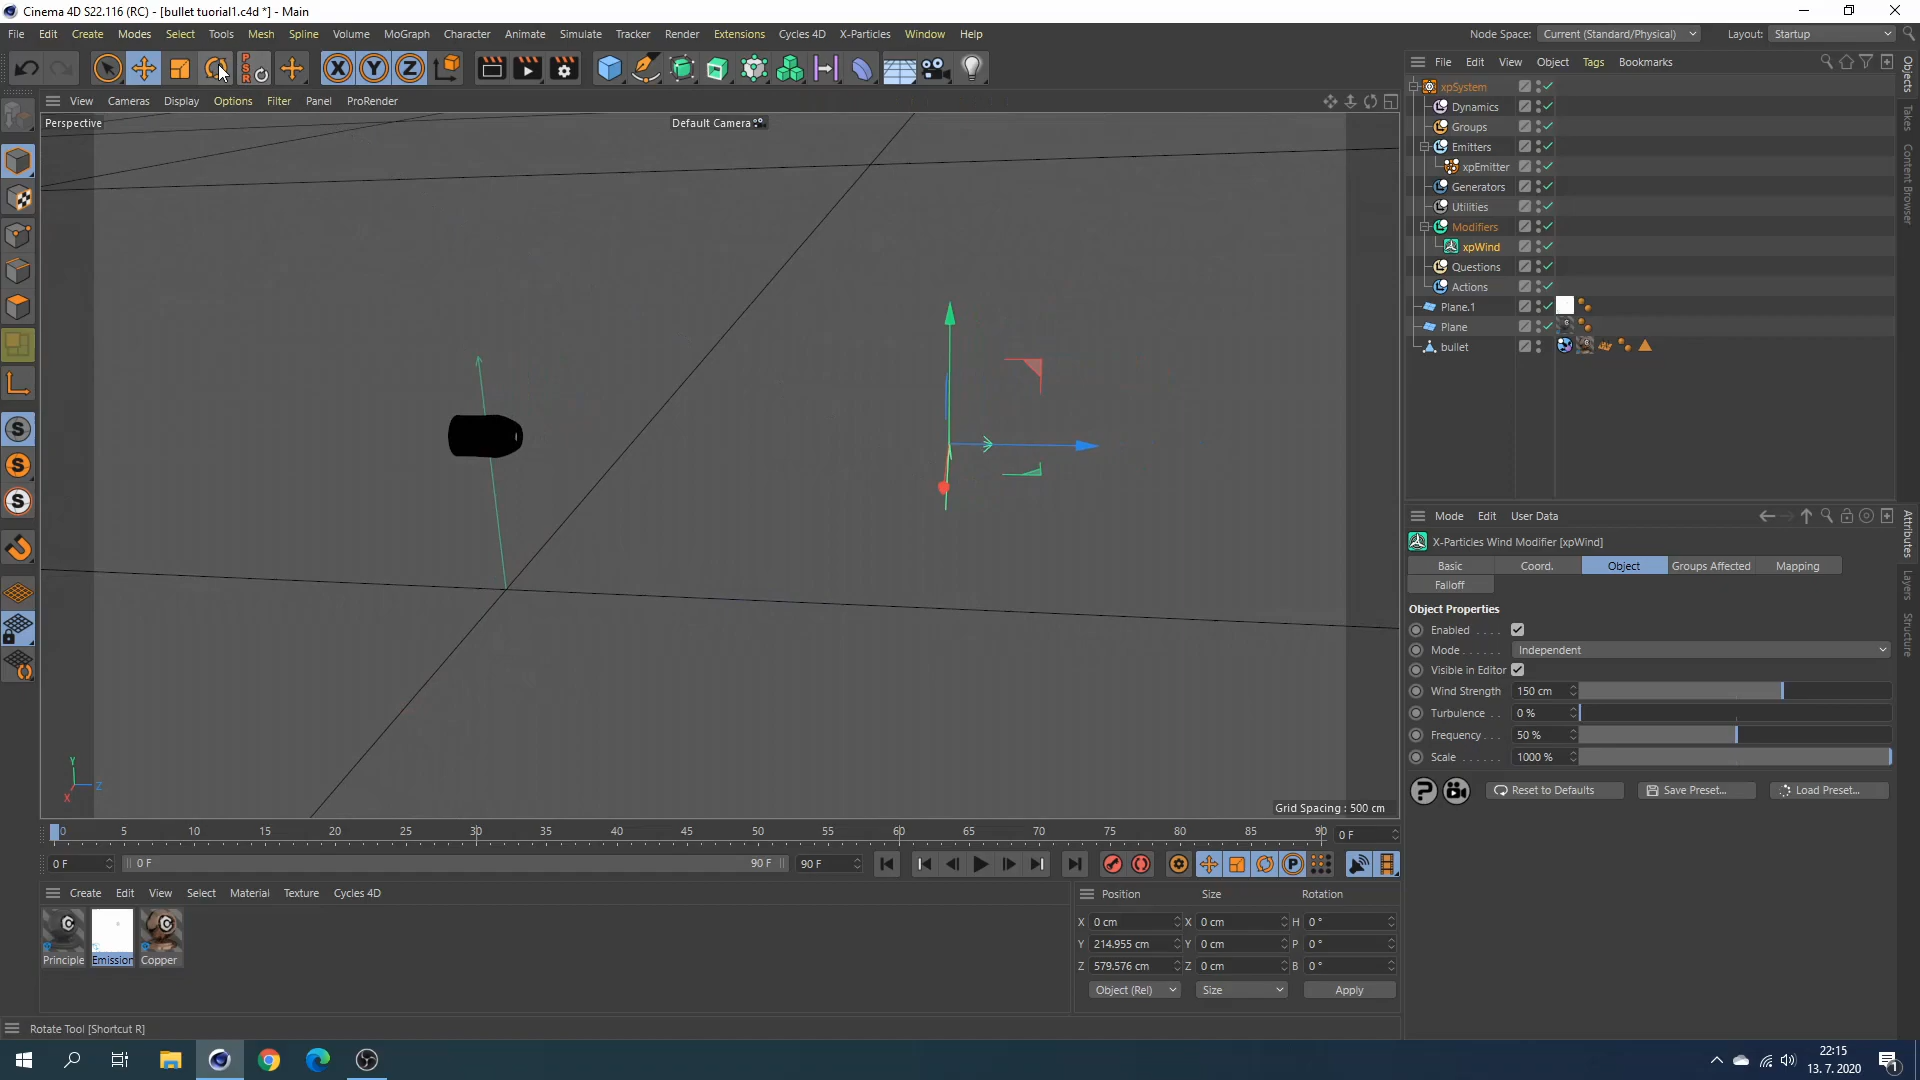 Cinema 4D S22.116 (RC) - [bullet tuorial1.c4d *] - Main
File Edit Create Modes Select Tools Mesh Spline Volume MoGraph Character Animate Simulate Tracker Render Extensions Cycles 4D X-Particles Window Help
Node Space: Current (Standard/Physical) Layout: Startup
P S R
X Y Z
View Cameras Display Options Filter Panel ProRender
Perspective
Default Camera
File Edit View Object Tags Bookmarks
xpSystem
Dynamics
Groups
Emitters
xpEmitter
Generators
Utilities
Modifiers
xpWind
Questions
Actions
Plane.1
Plane
bullet
Objects
Takes
Content Browser
Attributes
Layers
Structure
Mode Edit User Data
X-Particles Wind Modifier [xpWind]
Basic Coord. Object Groups Affected Mapping
Falloff
Object Properties
Enabled . . . .
Mode . . . . . . Independent
Visible in Editor
Wind Strength 150 cm
Turbulence . . 0 %
Frequency . . . 50 %
Scale . . . . . . 1000 %
Reset to Defaults Save Preset... Load Preset...
Y
Z
X
Grid Spacing : 500 cm
0 5 10 15 20 25 30 35 40 45 50 55 60 65 70 75 80 85 90 0 F
0 F 0 F 90 F 90 F
Create Edit View Select Material Texture Cycles 4D
Principle Emission Copper
Position Size Rotation
X 0 cm X 0 cm H 0 °
Y 214.955 cm Y 0 cm P 0 °
Z 579.576 cm Z 0 cm B 0 °
Object (Rel) Size Apply
Rotate Tool [Shortcut R]
22:15
13. 7. 2020
1